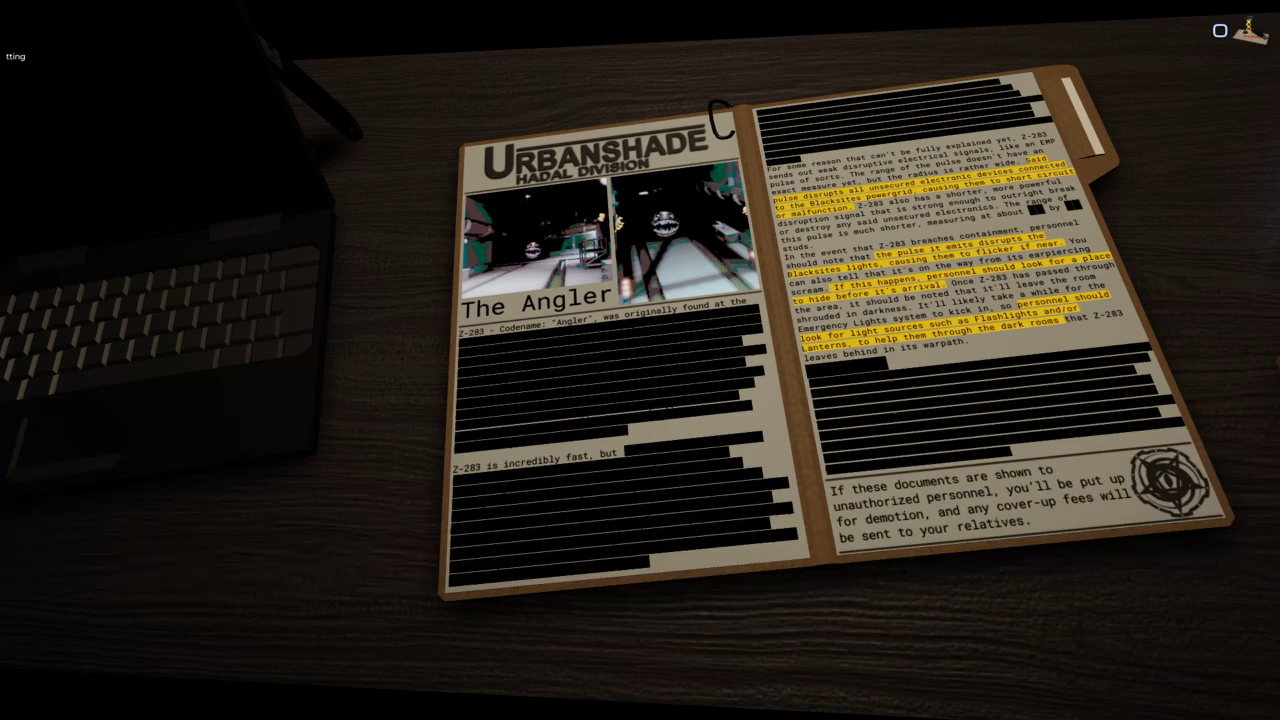 tting
URBANSHADE
HADAL DIVISION
The Angler
Z-283 - Codename: "Angler", was originally found at the
Z-283 is incredibly fast, but
For some reason that can't be fully explained yet, Z-283
sends out weak disruptive electrical signals, like an EMP
pulse of sorts. The range of the pulse doesn't have an
exact measure yet, but the radius is rather wide. Said
pulse disrupts all unsecured electronic devices connected
to the Blacksites powergrid, causing them to short circuit
or malfunction. Z-283 also has a shorter, more powerful
disruption signal that is strong enough to outright break
or destroy any said unsecured electronics. The range of
this pulse is much shorter, measuring at about by
studs.
In the event that Z-283 breaches containment, personnel
should note that the pulse it emits disrupts the
Blacksites lights, causing them to flicker if near. You
can also tell that it's on the way from its earpiercing
scream. If this happens, personnel should look for a place
to hide before it's arrival. Once Z-283 has passed through
the area, it should be noted that it'll leave the room
shrouded in darkness. It'll likely take a while for the
Emergency Lights system to kick in, so personnel should
look for light sources such as Flashlights and/or
Lanterns, to help them through the dark rooms that Z-283
leaves behind in its warpath.
If these documents are shown to
unauthorized personnel, you'll be put up
for demotion, and any cover-up fees will
be sent to your relatives.